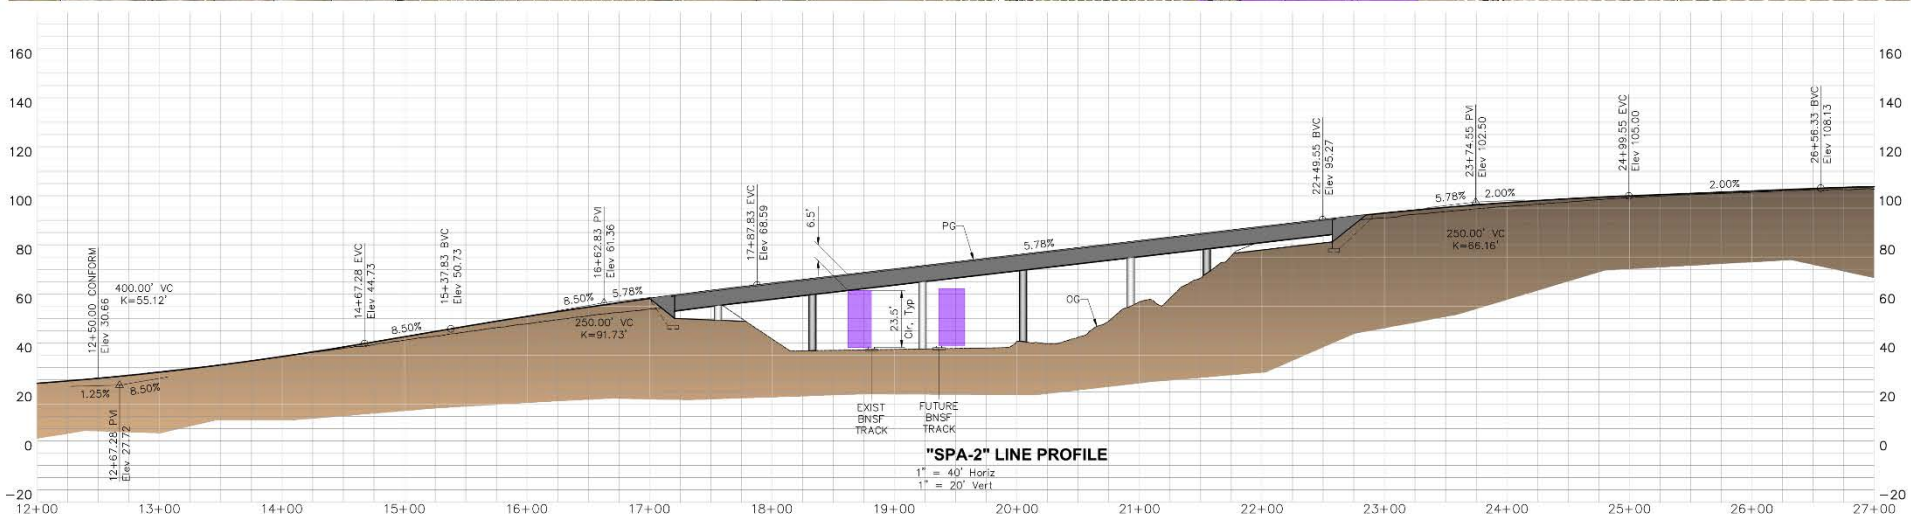 160
140
120
100
80
60
40
20
0
-20
12+50.00 CONFORM
Elev 30.66
400.00' VC
K=55.12'
1.25%
8.50%
12+67.28 PVI
Elev 27.72
14+67.28 EVC
Elev 44.73
8.50%
15+37.83 BVC
Elev 50.73
8.50%
5.78%
16+62.83 PVI
Elev 61.36
250.00' VC
K=91.73'
17+87.83 EVC
Elev 68.59
6.5'
23.5'
Clr, Typ
EXIST
BNSF
TRACK
FUTURE
BNSF
TRACK
PG
5.78%
OG
22+49.55 BVC
Elev 95.27
5.78%
2.00%
23+74.55 PVI
Elev 102.50
250.00' VC
K=66.16'
24+99.55 EVC
Elev 105.00
2.00%
26+56.33 BVC
Elev 108.13
160
140
120
100
80
60
40
20
0
-20
"SPA-2" LINE PROFILE
1" = 40' Horiz
1" = 20' Vert
12+00 13+00 14+00 15+00 16+00 17+00 18+00 19+00 20+00 21+00 22+00 23+00 24+00 25+00 26+00 27+00